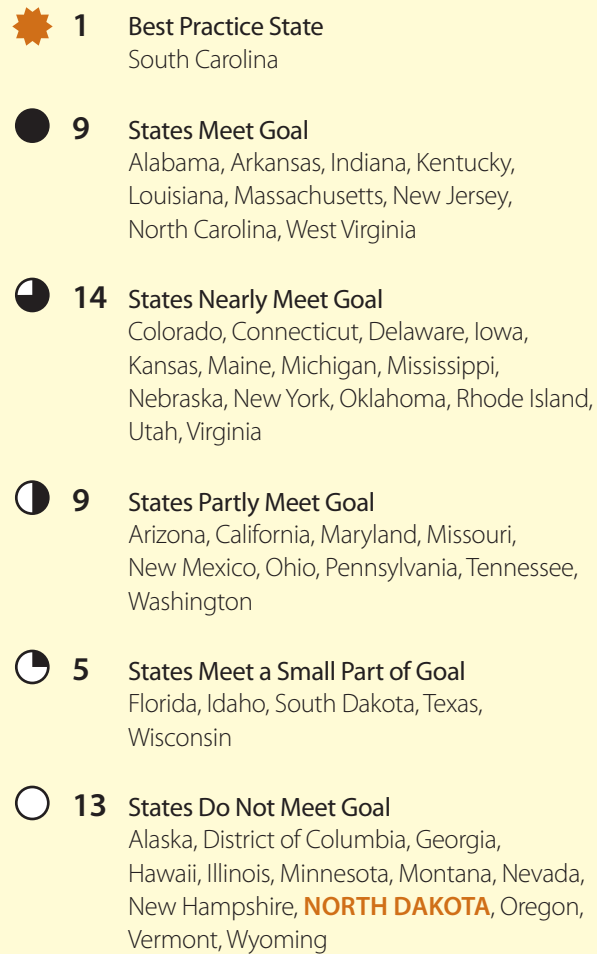 1 Best Practice State
South Carolina
9 States Meet Goal
Alabama, Arkansas, Indiana, Kentucky,
Louisiana, Massachusetts, New Jersey,
North Carolina, West Virginia
14 States Nearly Meet Goal
Colorado, Connecticut, Delaware, Iowa,
Kansas, Maine, Michigan, Mississippi,
Nebraska, New York, Oklahoma, Rhode Island,
Utah, Virginia
9 States Partly Meet Goal
Arizona, California, Maryland, Missouri,
New Mexico, Ohio, Pennsylvania, Tennessee,
Washington
5 States Meet a Small Part of Goal
Florida, Idaho, South Dakota, Texas,
Wisconsin
13 States Do Not Meet Goal
Alaska, District of Columbia, Georgia,
Hawaii, Illinois, Minnesota, Montana, Nevada,
New Hampshire, NORTH DAKOTA, Oregon,
Vermont, Wyoming